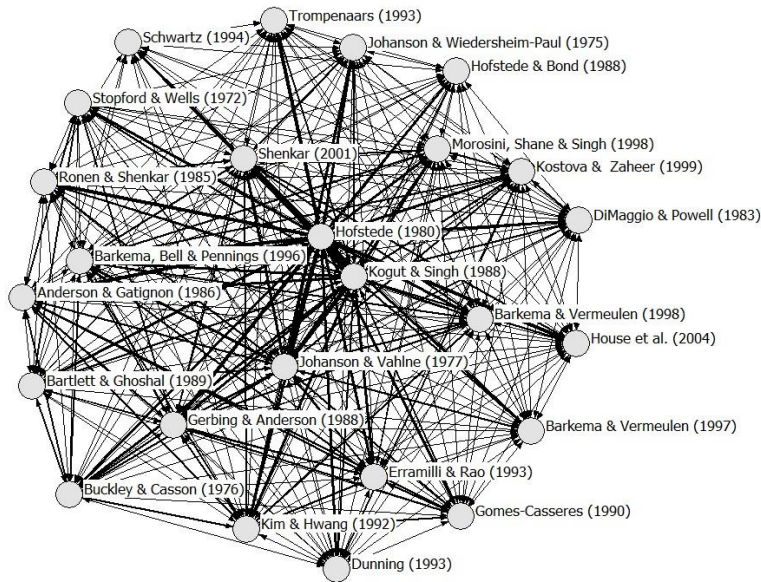 Trompenaars (1993)
Schwartz (1994)
Johanson & Wiedersheim-Paul (1975)
Hofstede & Bond (1988)
Stopford & Wells (1972)
Morosini, Shane & Singh (1998)
Shenkar (2001)
Kostova & Zaheer (1999)
Ronen & Shenkar (1985)
DiMaggio & Powell (1983)
Hofstede (1980)
Barkema, Bell & Pennings (1996)
Kogut & Singh (1988)
Anderson & Gatignon (1986)
Barkema & Vermeulen (1998)
House et al. (2004)
Johanson & Vahlne (1977)
Bartlett & Ghoshal (1989)
Gerbing & Anderson (1988)
Barkema & Vermeulen (1997)
Erramilli & Rao (1993)
Buckley & Casson (1976)
Gomes-Casseres (1990)
Kim & Hwang (1992)
Dunning (1993)